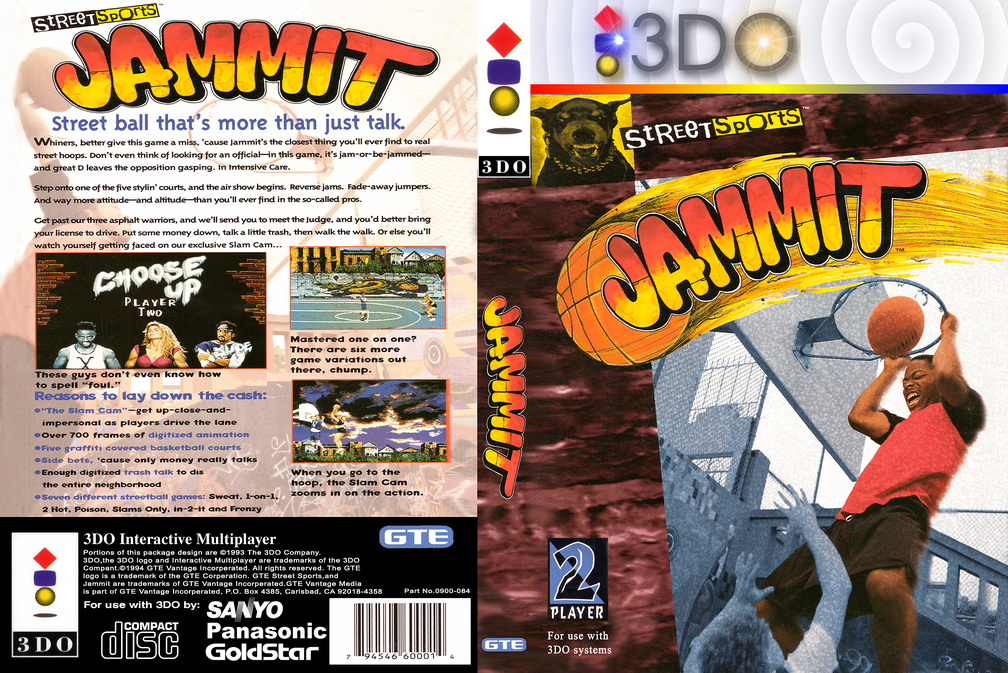 STREET SPORTS™
JAMMIT™
Street ball that's more than just talk.
Whiners, better give this game a miss, 'cause Jammit's the closest thing you'll ever find to real
street hoops. Don't even think of looking for an official—in this game, it's jam-or-be-jammed—
and great D leaves the opposition gasping. In Intensive Care.
Step onto one of the five stylin' courts, and the air show begins. Reverse jams. Fade-away jumpers.
And way more attitude—and altitude—than you'll ever find in the so-called pros.
Get past our three asphalt warriors, and we'll send you to meet the Judge, and you'd better bring
your license to drive. Put some money down, talk a little trash, then walk the walk. Or else you'll
watch yourself getting faced on our exclusive Slam Cam...
CHOOSE
UP
PLAYER
TWO
These guys don't even know how
to spell “foul.”
Mastered one on one?
There are six more
game variations out
there, chump.
Reasons to lay down the cash:
•“The Slam Cam”—get up-close-and-
impersonal as players drive the lane
•Over 700 frames of digitized animation
•Five graffiti covered basketball courts
•Side bets, 'cause only money really talks
•Enough digitized trash talk to dis
the entire neighborhood
•Seven different streetball games: Sweat, 1-on-1,
2 Hot, Poison, Slams Only, in-2-it and Frenzy
When you go to the
hoop, the Slam Cam
zooms in on the action.
3DO
3DO Interactive Multiplayer
Portions of this package design are ©1993 The 3DO Company.
3DO,the 3DO logo and Interactive Multiplayer are trademarks of the 3DO
Compant.©1994 GTE Vantage Incorporated. All rights reserved. The GTE
logo is a trademark of the GTE Corperation. GTE Street Sports,and
Jammit are trademarks of GTE Vantage Incorperated.GTE Vantage Media
is part of GTE Vantage Incorperated, P.O. Box 4385, Carlsbad, CA 92018-4358
Part No.0900-084
GTE
For use with 3DO by:
COMPACT
disc
SANYO
Panasonic
GoldStar
7 94546 60001 4
3DO
JAMMIT
GTE
3DO
STREET SPORTS™
JAMMIT™
2
PLAYER
For use with
3DO systems